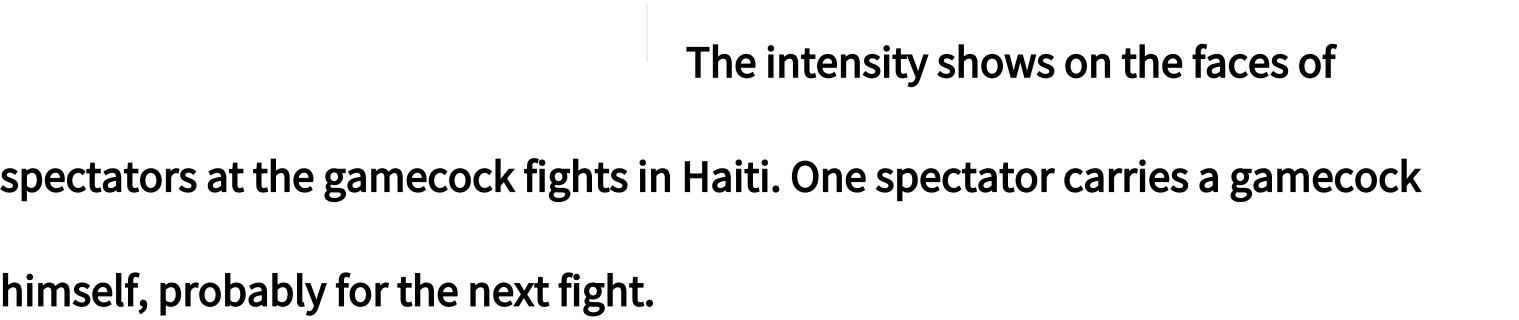 The intensity shows on the faces of
spectators at the gamecock fights in Haiti. One spectator carries a gamecock
himself, probably for the next fight.